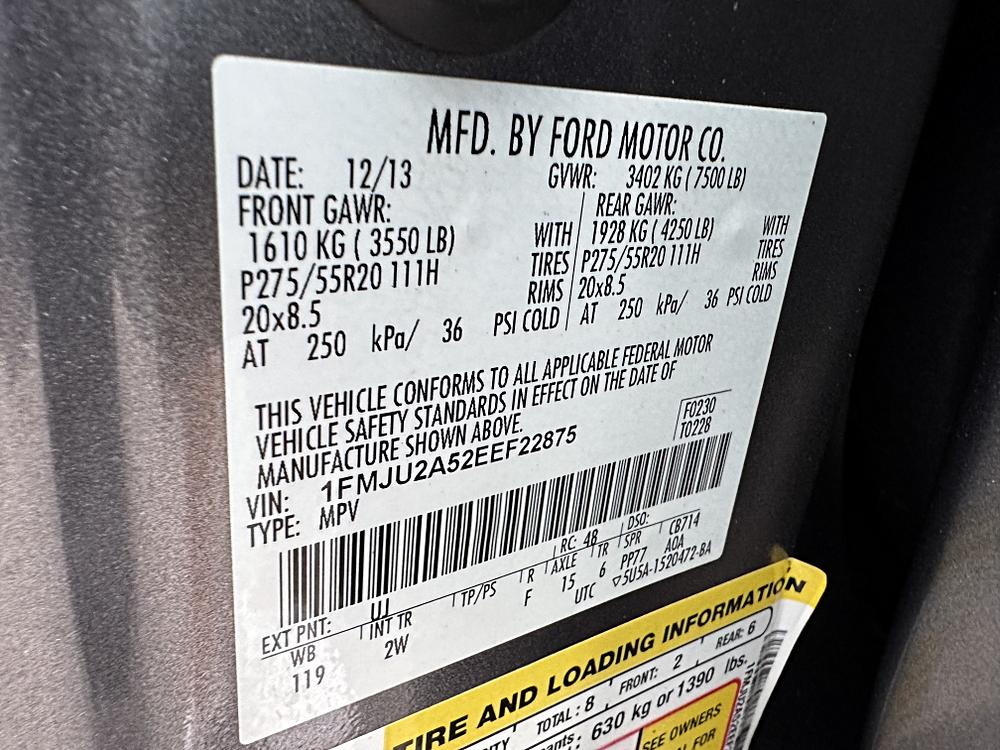 MFD. BY FORD MOTOR CO.
DATE: 12/13 GVWR: 3402 KG ( 7500 LB)
FRONT GAWR: REAR GAWR:
1610 KG ( 3550 LB) WITH 1928 KG ( 4250 LB) WITH
P275/55R20 111H TIRES P275/55R20 111H TIRES
20x8.5 RIMS 20x8.5 RIMS
AT 250 kPa/ 36 PSI COLD AT 250 kPa/ 36 PSI COLD
THIS VEHICLE CONFORMS TO ALL APPLICABLE FEDERAL MOTOR
VEHICLE SAFETY STANDARDS IN EFFECT ON THE DATE OF
MANUFACTURE SHOWN ABOVE.
F0230
T0228
VIN: 1FMJU2A52EEF22875
TYPE: MPV
EXT PNT: UJ RC: 48 DSO:
WB INT TR TP/PS R AXLE TR SPR CB714
119 2W F 15 6 PP77 AOA
UTC ▽5U5A-1520472-BA
TIRE AND LOADING INFORMATION
TOTAL: 8 FRONT: 2 REAR: 6
630 kg or 1390 lbs.
SEE OWNERS
FOR